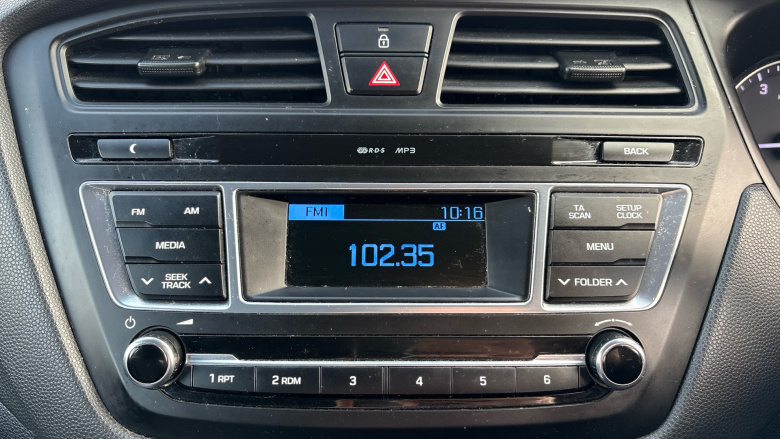 RDS MP3
BACK
FM AM
MEDIA
SEEK
TRACK
FM1 10:16
AF
102.35
TA
SCAN
SETUP
CLOCK
MENU
FOLDER
1 RPT 2 RDM 3 4 5 6
3